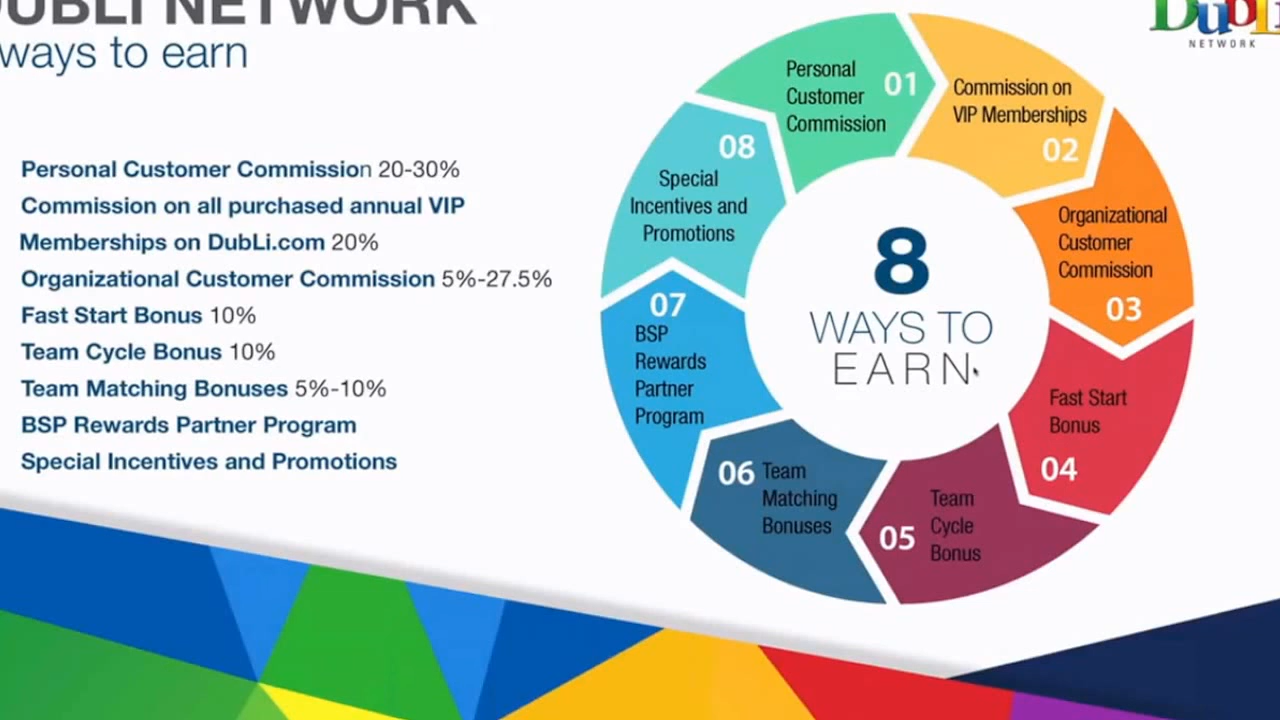 DUBLI NETWORK
ways to earn
Personal Customer Commission 20-30%
Commission on all purchased annual VIP
Memberships on DubLi.com 20%
Organizational Customer Commission 5%-27.5%
Fast Start Bonus 10%
Team Cycle Bonus 10%
Team Matching Bonuses 5%-10%
BSP Rewards Partner Program
Special Incentives and Promotions
DubLi
NETWORK
Personal
Customer
Commission
01
Commission on
VIP Memberships
02
Organizational
Customer
Commission
03
Fast Start
Bonus
04
05
Team
Cycle
Bonus
06
Team
Matching
Bonuses
07
BSP
Rewards
Partner
Program
08
Special
Incentives and
Promotions
8
WAYS TO
EARN